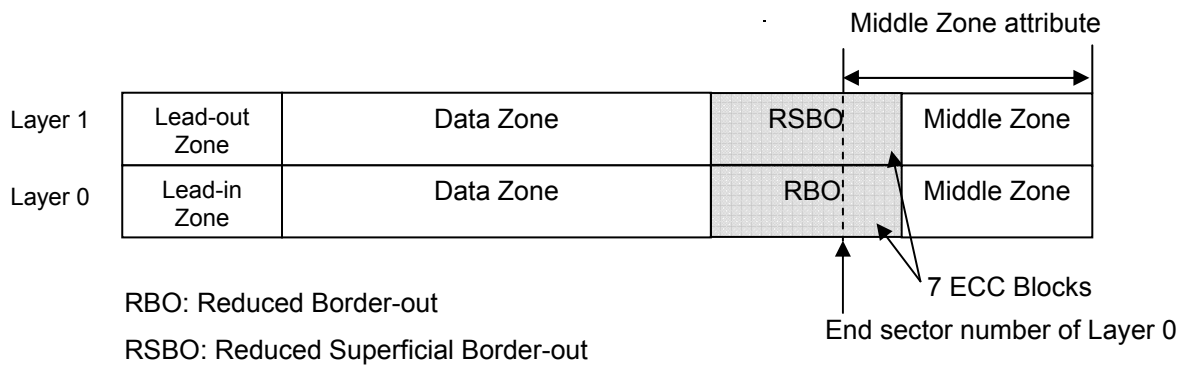 Middle Zone attribute
Layer 1
Lead-out
Zone
Data Zone
RSBO
Middle Zone
Layer 0
Lead-in
Zone
Data Zone
RBO
Middle Zone
7 ECC Blocks
RBO: Reduced Border-out
End sector number of Layer 0
RSBO: Reduced Superficial Border-out